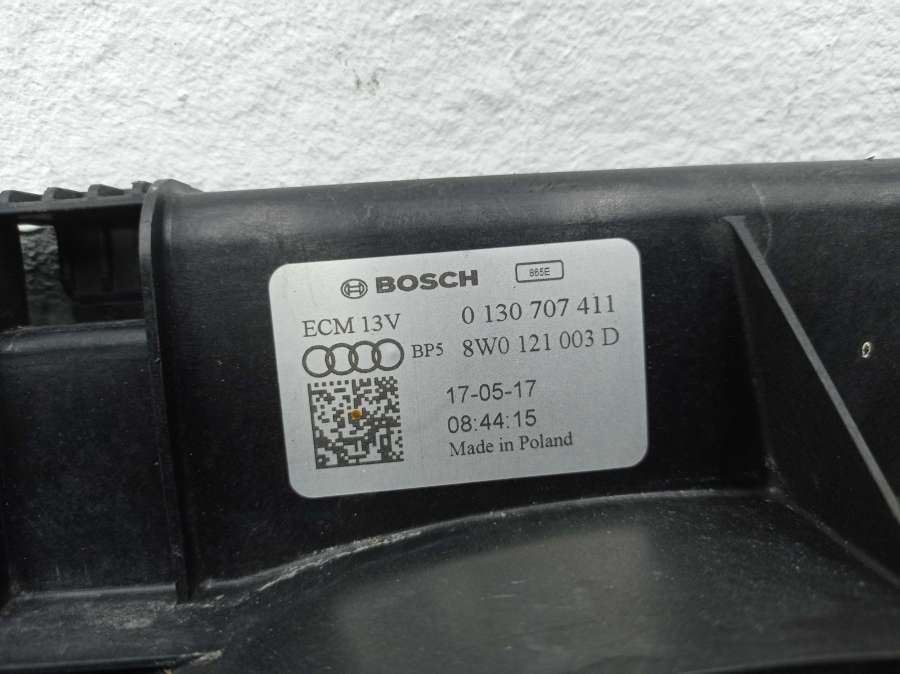 BOSCH 865E
ECM 13V 0 130 707 411
BP5 8W0 121 003 D
17-05-17
08:44:15
Made in Poland